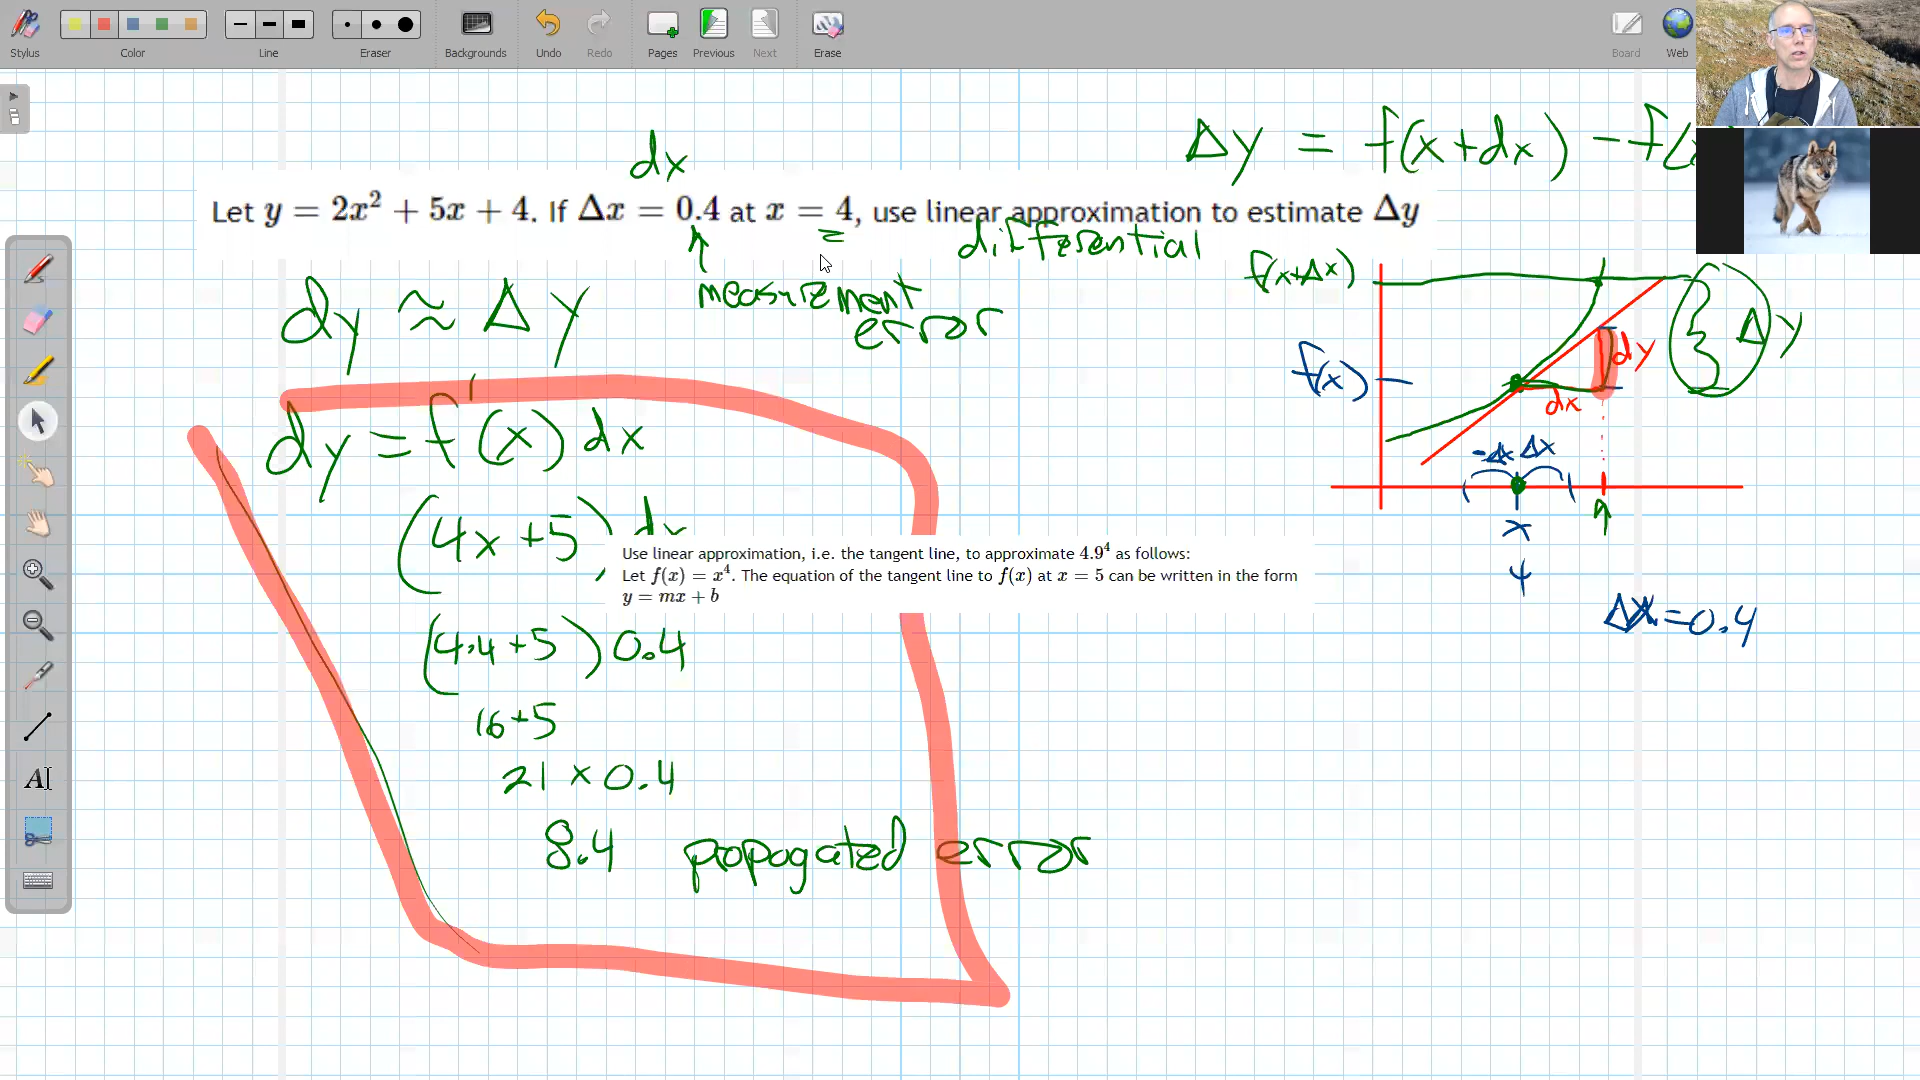 Stylus Color Line Eraser Backgrounds Undo Redo Pages Previous Next Erase Board Web
dx
Δy = f(x+dx) - f(
Let y = 2x² + 5x + 4. If Δx = 0.4 at x = 4, use linear approximation to estimate Δy
differential
measurement
error
dy ≈ Δy
dy = f'(x) dx
(4x+5) dx
Use linear approximation, i.e. the tangent line, to approximate 4.9⁴ as follows:
Let f(x) = x⁴. The equation of the tangent line to f(x) at x = 5 can be written in the form
y = mx + b
(4·4+5) 0.4
16+5
21 × 0.4
8.4 propogated error
f(x+Δx)
Δy
f(x)
dy
dx
-Δx Δx
x
4
Δx = 0.4
AI